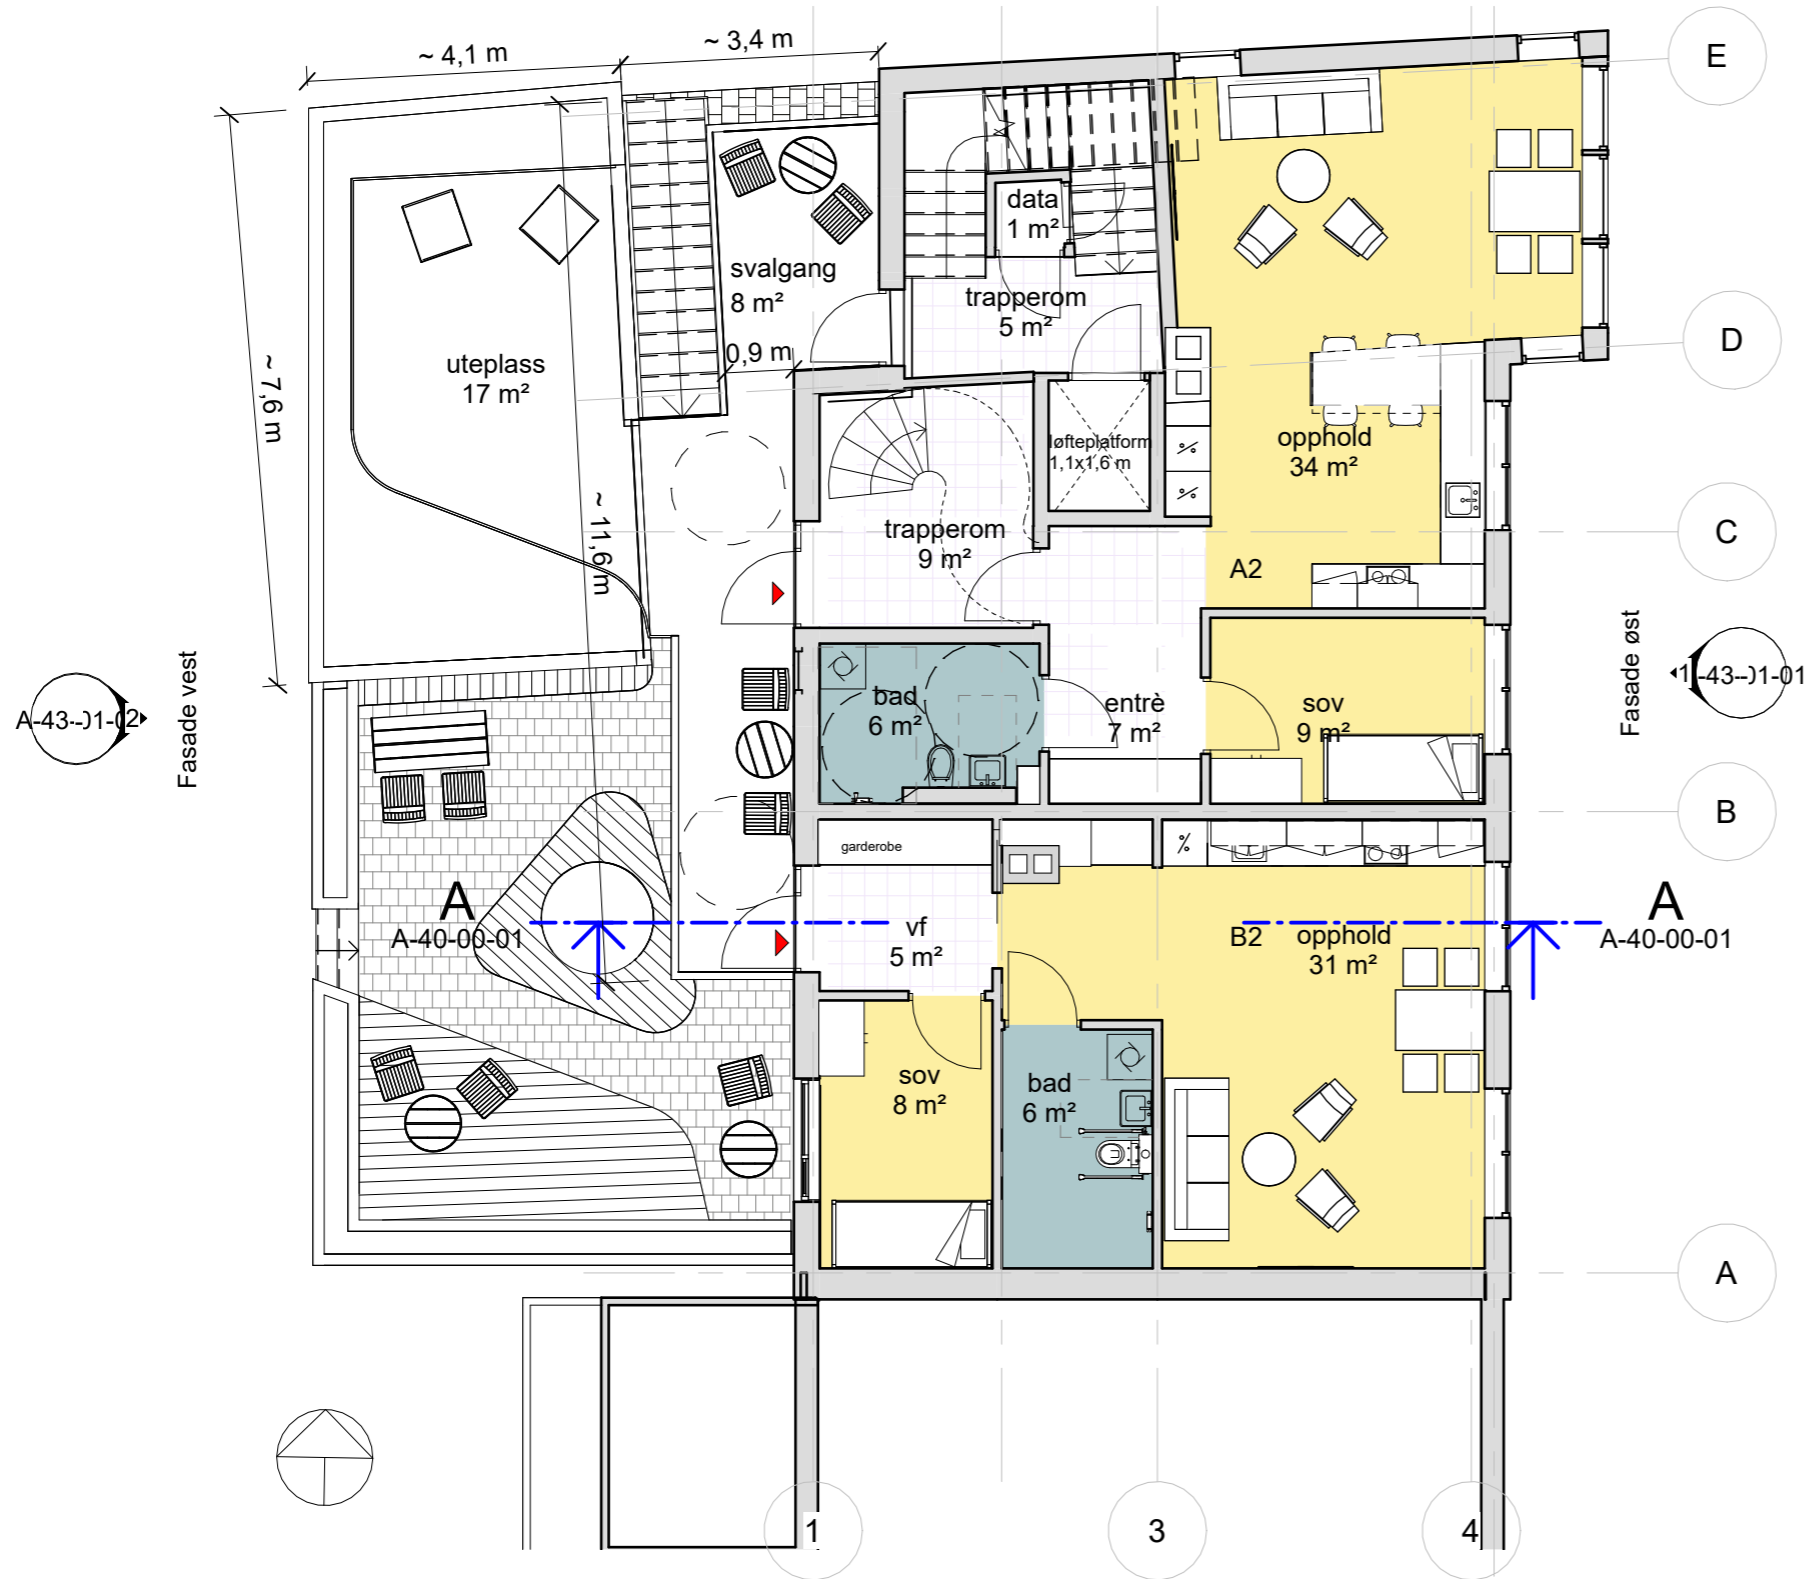 ~ 4,1 m
~ 3,4 m
E
data
1 m²
svalgang
8 m²
trapperom
5 m²
D
0,9 m
uteplass
17 m²
~ 7,6 m
løfteplatform
1,1x1,6 m
opphold
34 m²
~ 11,6 m
trapperom
9 m²
C
A2
Fasade vest
Fasade øst
bad
6 m²
entrè
7 m²
sov
9 m²
B
garderobe
A
A-40-00-01
vf
5 m²
B2
opphold
31 m²
A
A-40-00-01
sov
8 m²
bad
6 m²
A
1
3
4